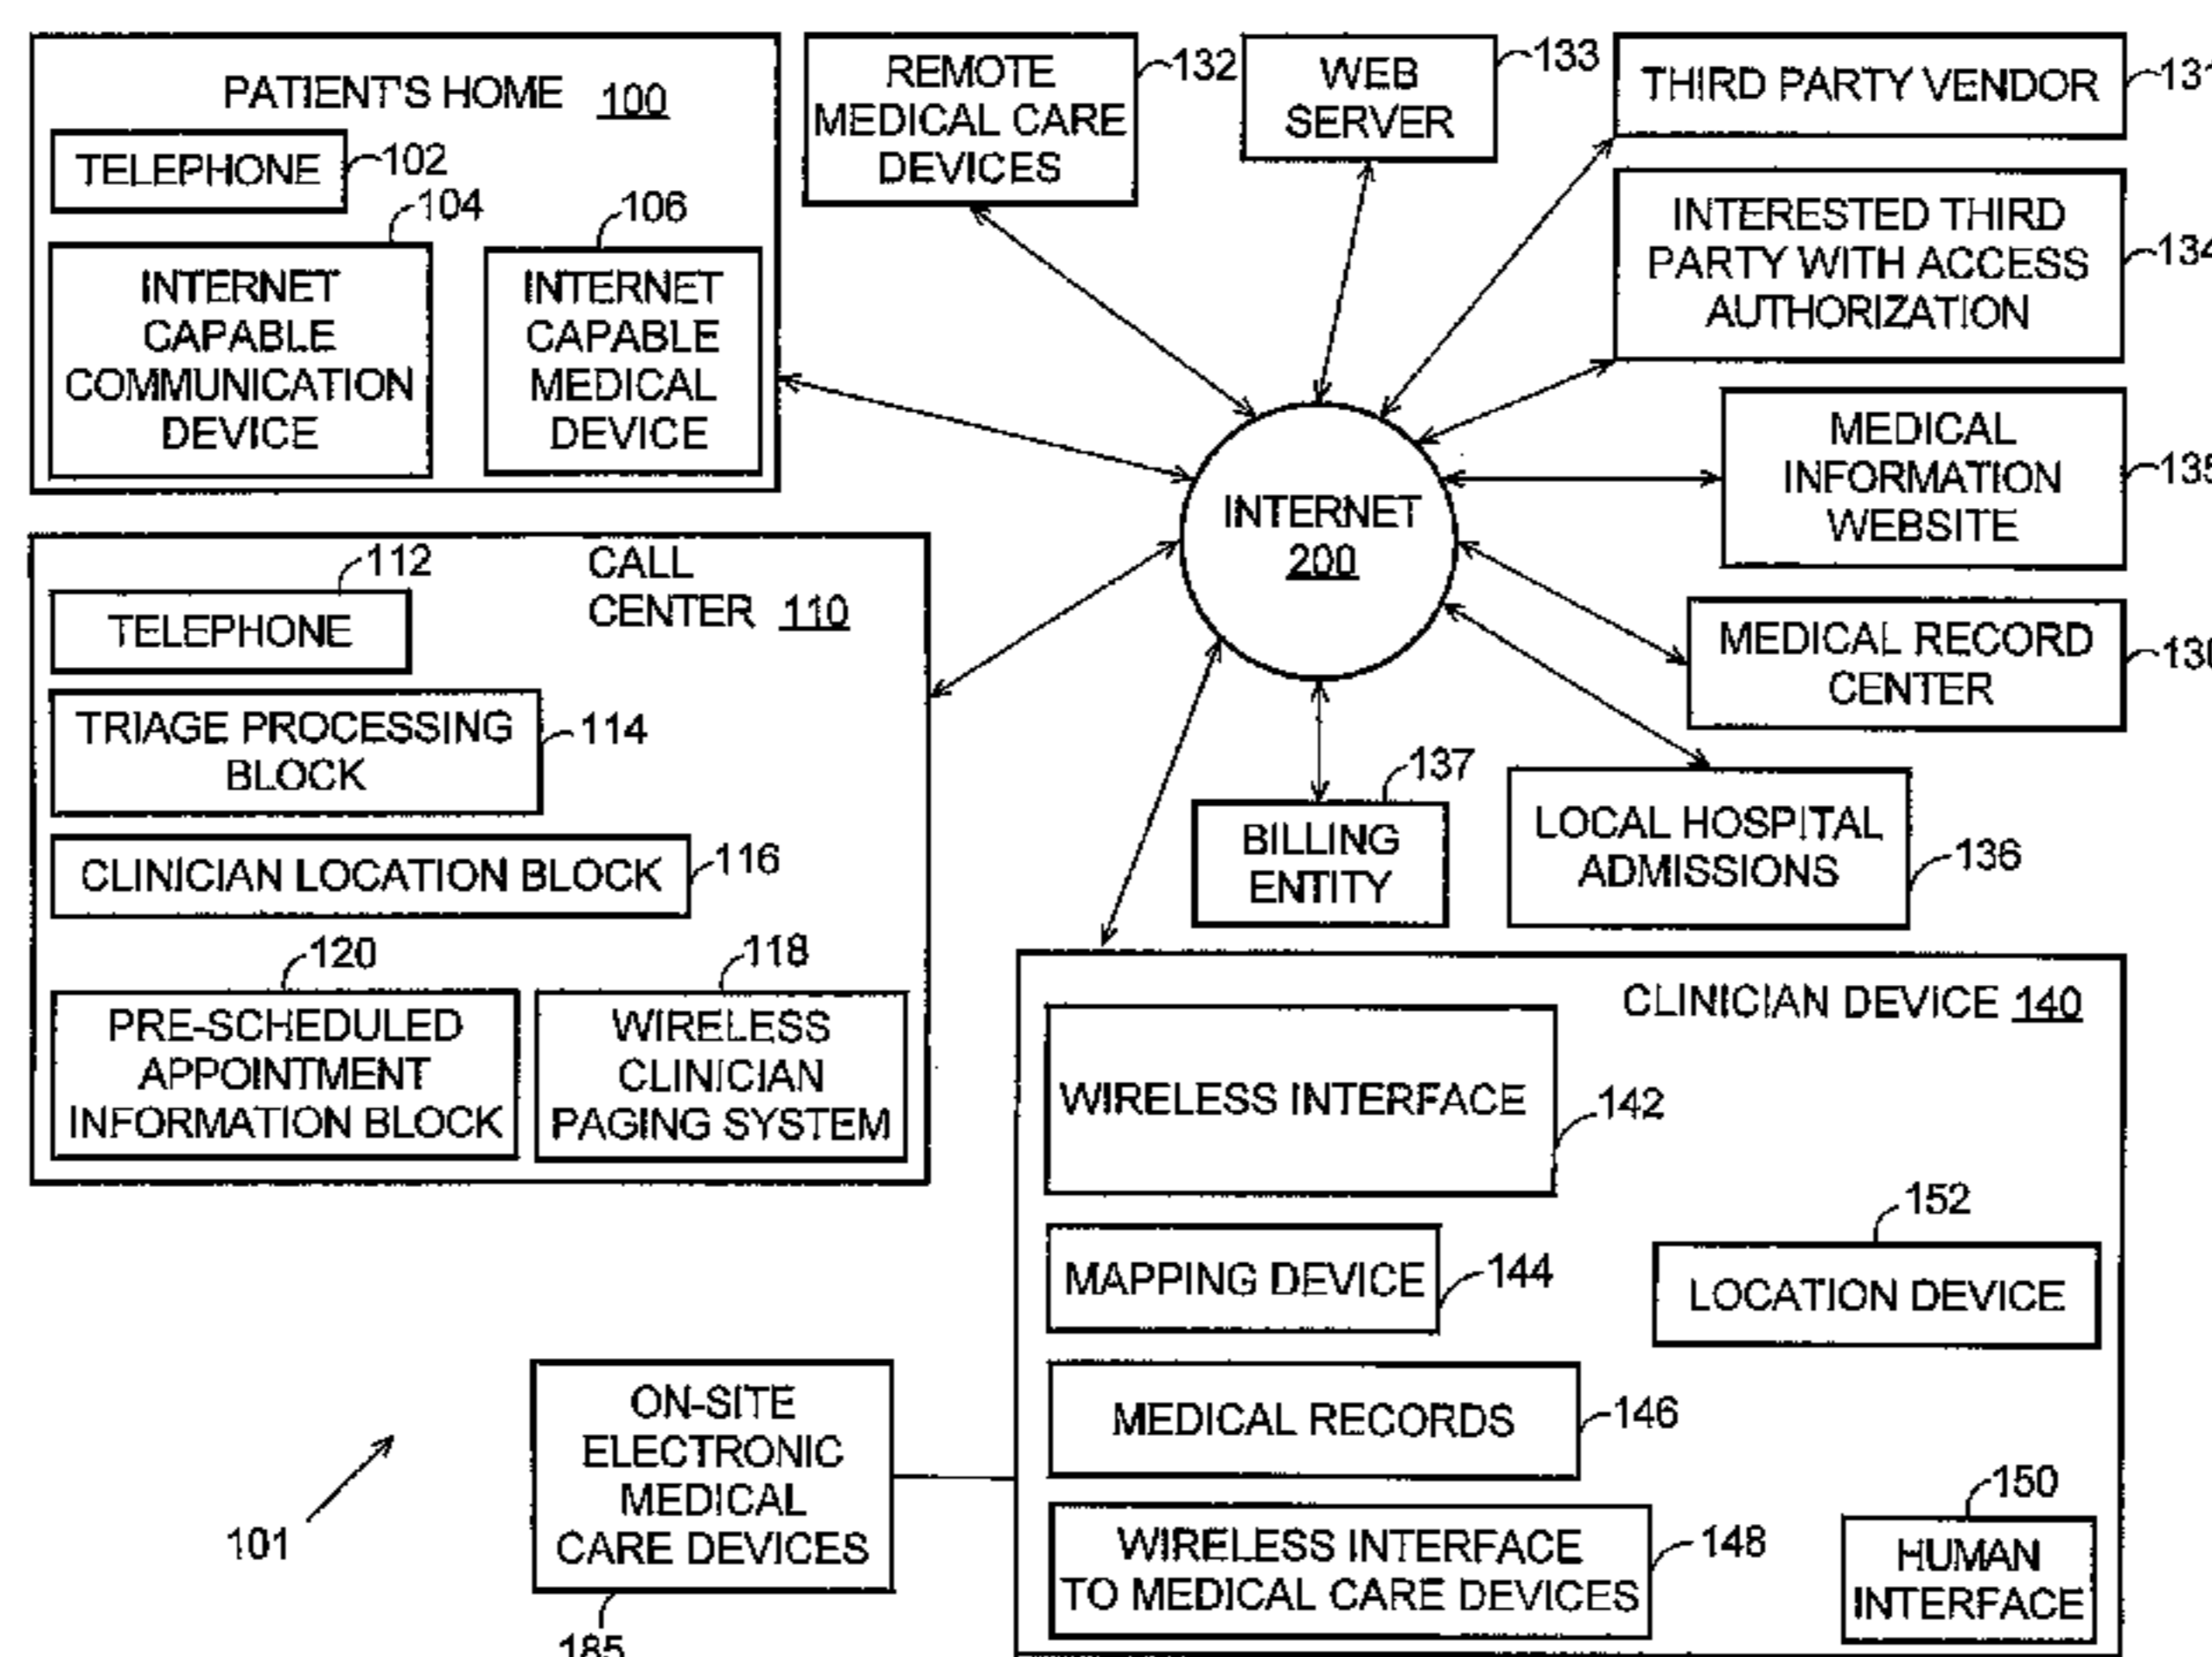 PATIENT'S HOME 100
TELEPHONE
102
104
INTERNET
CAPABLE
COMMUNICATION
DEVICE
106
INTERNET
CAPABLE
MEDICAL
DEVICE
REMOTE
MEDICAL CARE
DEVICES
132
WEB
SERVER
133
THIRD PARTY VENDOR
131
INTERESTED THIRD
PARTY WITH ACCESS
AUTHORIZATION
134
MEDICAL
INFORMATION
WEBSITE
135
INTERNET
200
CALL
CENTER 110
112
TELEPHONE
TRIAGE PROCESSING
BLOCK
114
CLINICIAN LOCATION BLOCK
116
120
PRE-SCHEDULED
APPOINTMENT
INFORMATION BLOCK
118
WIRELESS
CLINICIAN
PAGING SYSTEM
MEDICAL RECORD
CENTER
130
137
BILLING
ENTITY
LOCAL HOSPITAL
ADMISSIONS
136
CLINICIAN DEVICE 140
WIRELESS INTERFACE
142
MAPPING DEVICE
144
152
LOCATION DEVICE
MEDICAL RECORDS
146
WIRELESS INTERFACE
TO MEDICAL CARE DEVICES
148
150
HUMAN
INTERFACE
ON-SITE
ELECTRONIC
MEDICAL
CARE DEVICES
185
101